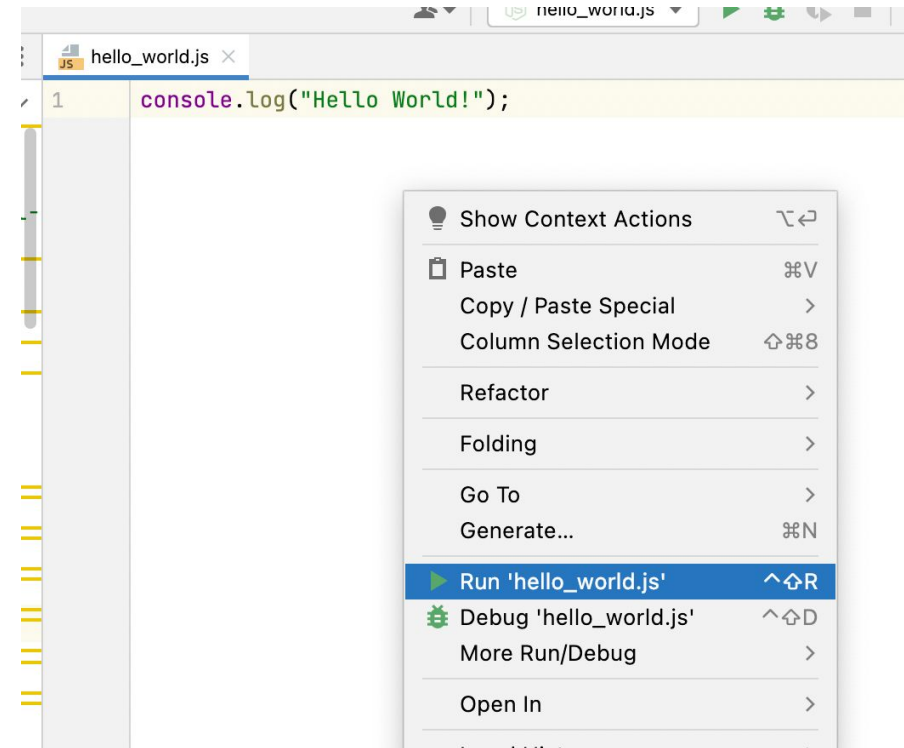 hello_world.js
JS hello_world.js
1 console.log("Hello World!");
Show Context Actions ⌥⏎
Paste ⌘V
Copy / Paste Special >
Column Selection Mode ⇧⌘8
Refactor >
Folding >
Go To >
Generate... ⌘N
Run 'hello_world.js' ^⇧R
Debug 'hello_world.js' ^⇧D
More Run/Debug >
Open In >